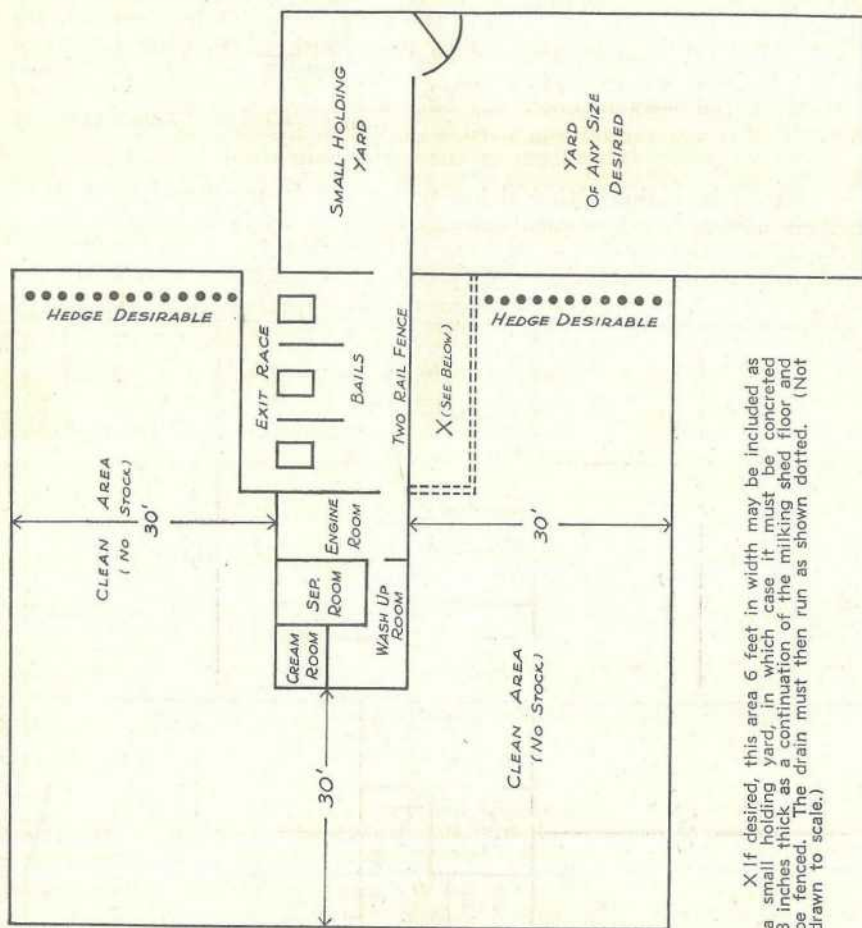 SMALL HOLDING
YARD
YARD
OF ANY SIZE
DESIRED
HEDGE DESIRABLE
EXIT RACE
BAILS
TWO RAIL FENCE
X (SEE BELOW)
HEDGE DESIRABLE
CLEAN AREA
(NO STOCK)
30'
ENGINE
ROOM
SEP.
ROOM
CREAM
ROOM
WASH UP
ROOM
30'
30'
CLEAN AREA
(NO STOCK)
X If desired, this area 6 feet in width may be included as
a small holding yard, in which case it must be concreted
3 inches thick as a continuation of the milking shed floor and
be fenced. The drain must then run as shown dotted. (Not
drawn to scale.)